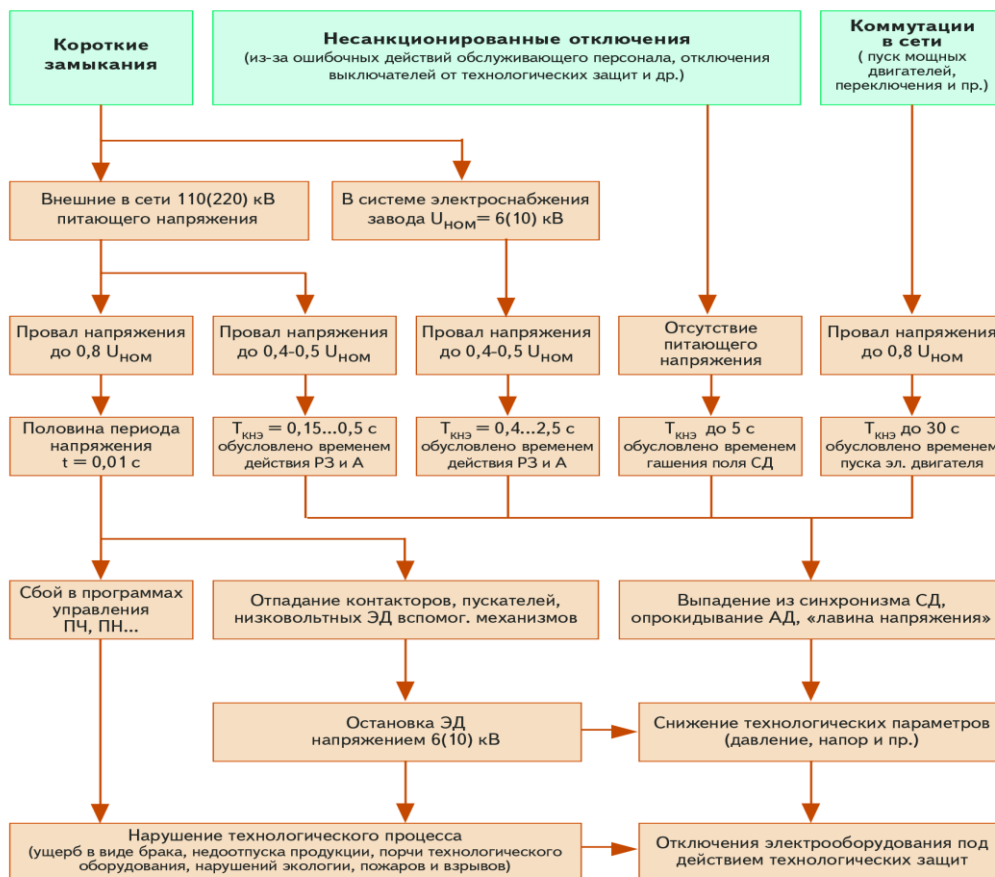 Короткие
замыкания
Несанкционированные отключения
(из-за ошибочных действий обслуживающего персонала, отключения
выключателей от технологических защит и др.)
Коммутации
в сети
( пуск мощных
двигателей,
переключения и пр.)
Внешние в сети 110(220) кВ
питающего напряжения
В системе электроснабжения
завода Uном= 6(10) кВ
Провал напряжения
до 0,8 Uном
Провал напряжения
до 0,4-0,5 Uном
Провал напряжения
до 0,4-0,5 Uном
Отсутствие
питающего
напряжения
Провал напряжения
до 0,8 Uном
Половина периода
напряжения
t = 0,01 с
Tкнэ = 0,15...0,5 с
обусловлено временем
действия РЗ и А
Tкнэ = 0,4...2,5 с
обусловлено временем
действия РЗ и А
Tкнэ до 5 с
обусловлено временем
гашения поля СД
Tкнэ до 30 с
обусловлено временем
пуска эл. двигателя
Сбой в программах
управления
ПЧ, ПН...
Отпадание контакторов, пускателей,
низковольтных ЭД вспомог. механизмов
Выпадение из синхронизма СД,
опрокидывание АД, «лавина напряжения»
Остановка ЭД
напряжением 6(10) кВ
Снижение технологических параметров
(давление, напор и пр.)
Нарушение технологического процесса
(ущерб в виде брака, недоотпуска продукции, порчи технологического
оборудования, нарушений экологии, пожаров и взрывов)
Отключения электрооборудования под
действием технологических защит